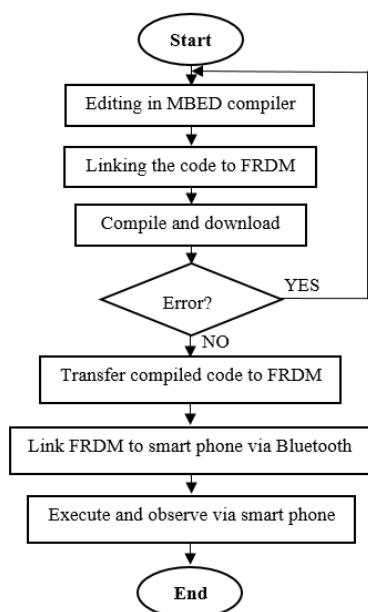 Start
Editing in MBED compiler
Linking the code to FRDM
Compile and download
Error?
YES
NO
Transfer compiled code to FRDM
Link FRDM to smart phone via Bluetooth
Execute and observe via smart phone
End